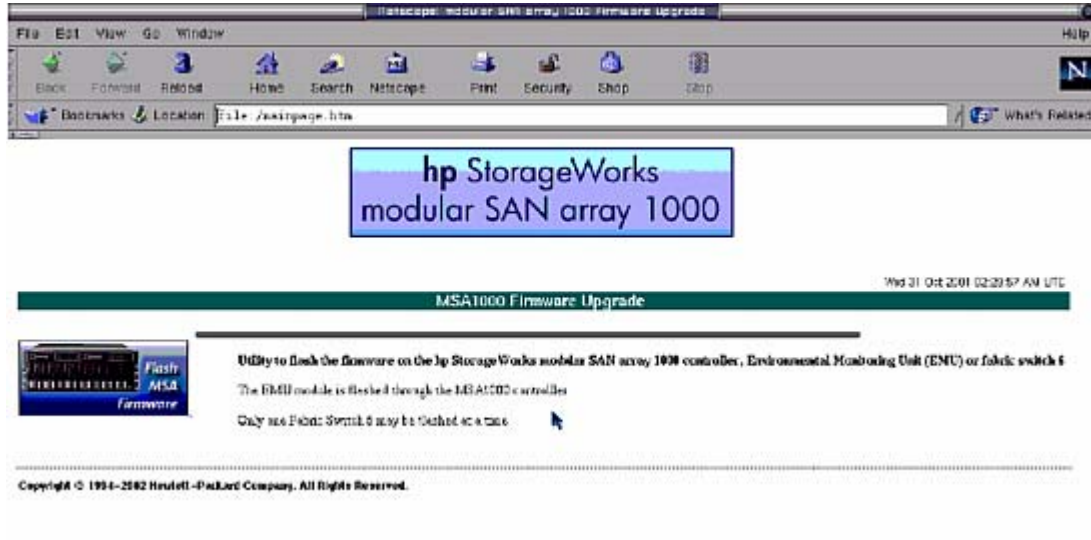 Netscape: modular SAN array 1000 Firmware Upgrade
File Edit View Go Window Help
Back Forward Reload Home Search Netscape Print Security Shop Stop
N
Bookmarks Location File:/mainpage.htm What's Related
hp StorageWorks
modular SAN array 1000
Wed 31 Oct 2001 02:29:57 AM UTC
MSA1000 Firmware Upgrade
Flash
MSA
Firmware
Utility to flash the firmware on the hp StorageWorks modular SAN array 1000 controller, Environmental Monitoring Unit (EMU) or fabric switch 6
The EMU module is flashed through the MSA1000 controller
Only one Fabric Switch 6 may be flashed at a time
Copyright © 1994-2002 Hewlett-Packard Company. All Rights Reserved.